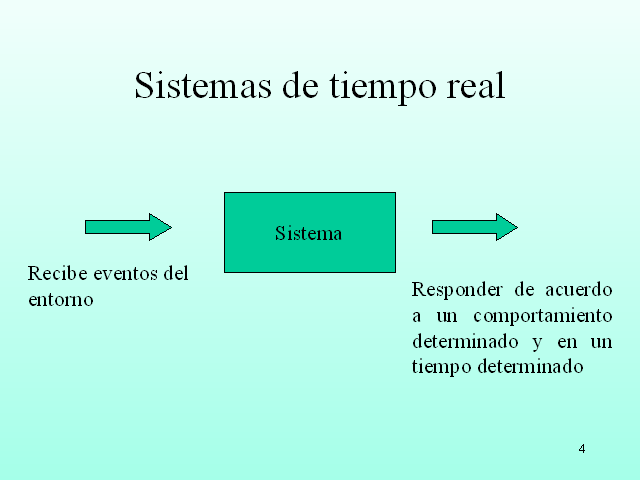 Sistemas de tiempo real
Sistema
Recibe eventos del
entorno
Responder de acuerdo
a un comportamiento
determinado y en un
tiempo determinado
4